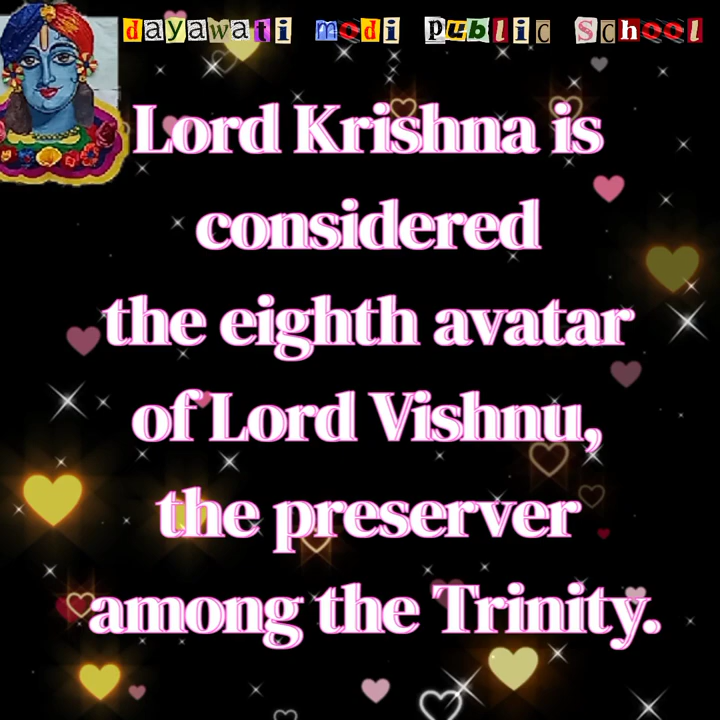 dayawati modi public School
Lord Krishna is
considered
the eighth avatar
of Lord Vishnu,
the preserver
among the Trinity.